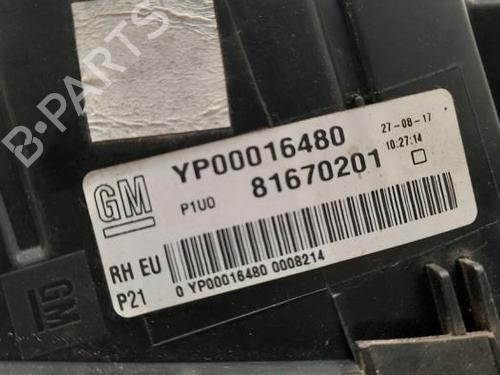 B-PARTS
GM
YP00016480
27-08-17
P1U0
81670201
10:27:14
RH EU
P21
0 YP00016480 0008214
GM